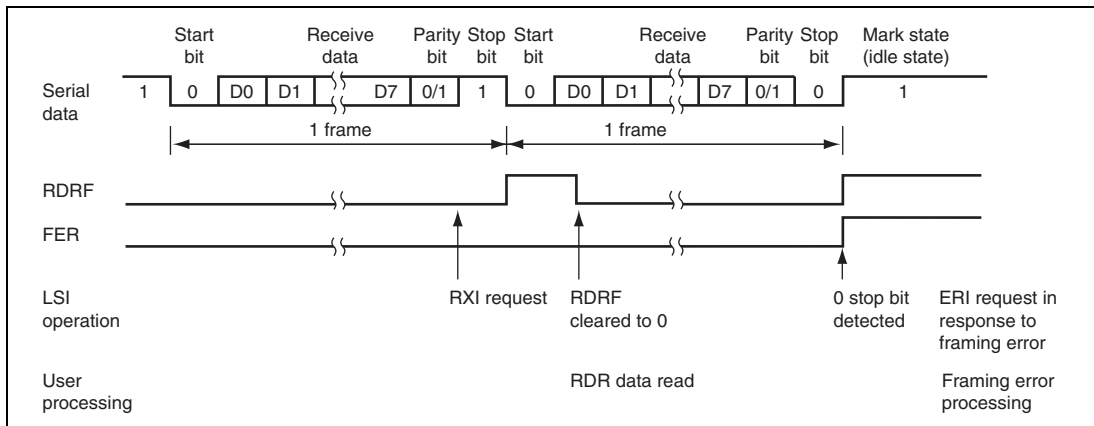 Start bit Receive data Parity bit Stop bit Start bit Receive data Parity bit Stop bit Mark state (idle state)
Serial data 1 0 D0 D1 D7 0/1 1 0 D0 D1 D7 0/1 0 1
1 frame 1 frame
RDRF
FER
LSI operation RXI request RDRF cleared to 0 0 stop bit detected ERI request in response to framing error
User processing RDR data read Framing error processing